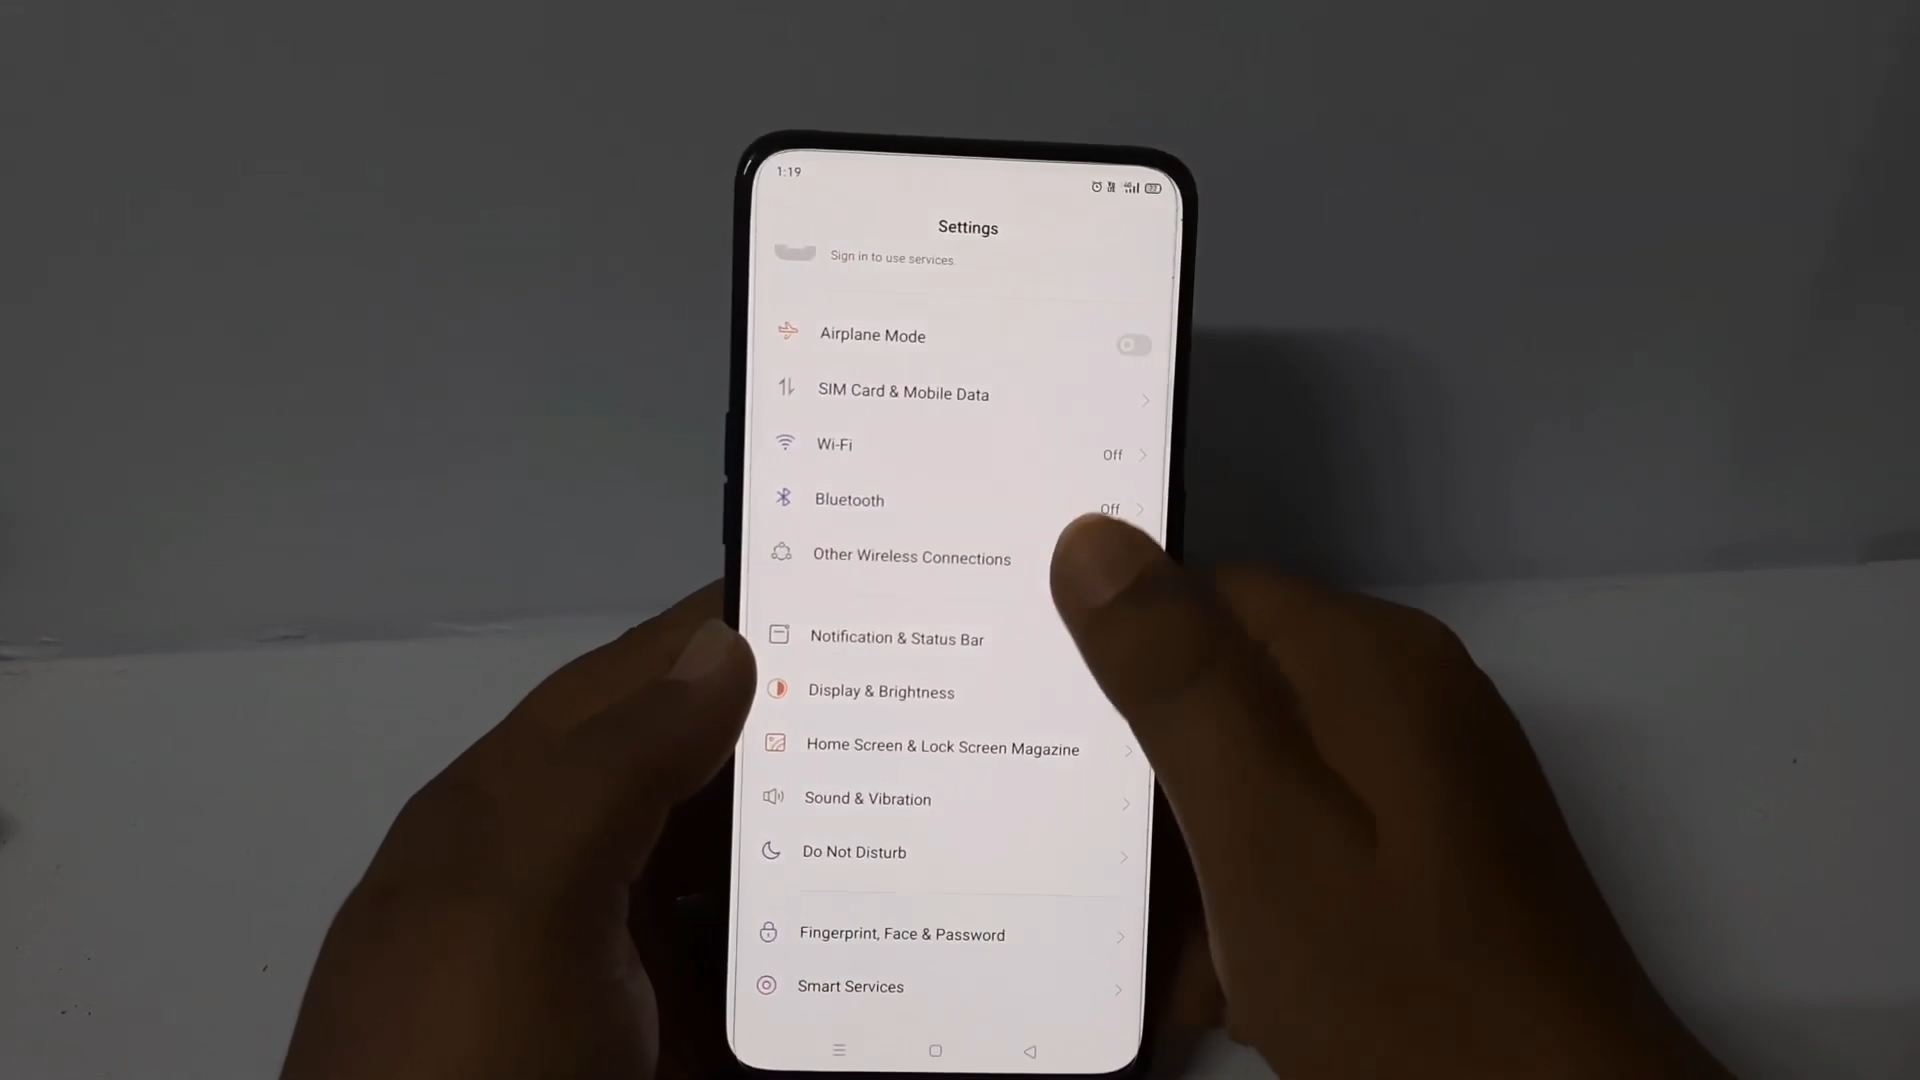 1:19
Settings
Sign in to use services.
Airplane Mode
SIM Card & Mobile Data
Wi-Fi Off
Bluetooth Off
Other Wireless Connections
Notification & Status Bar
Display & Brightness
Home Screen & Lock Screen Magazine
Sound & Vibration
Do Not Disturb
Fingerprint, Face & Password
Smart Services